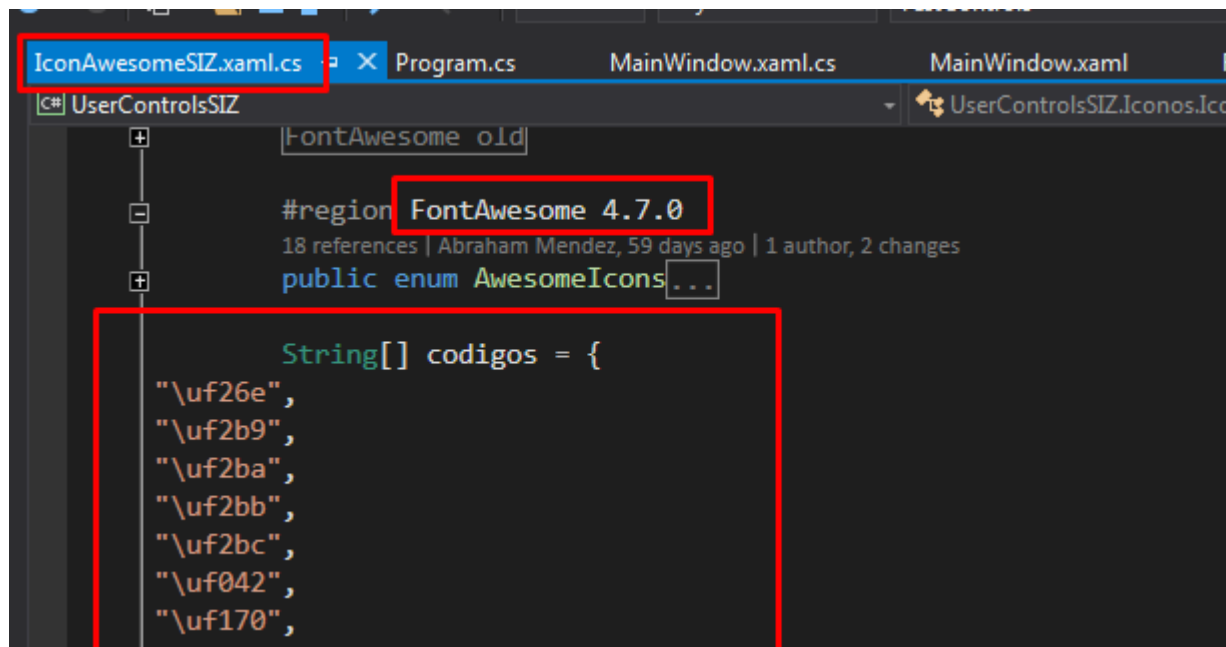 IconAwesomeSIZ.xaml.cs Program.cs MainWindow.xaml.cs MainWindow.xaml
C# UserControlsSIZ UserControlsSIZ.Iconos.Ico
FontAwesome old
#region FontAwesome 4.7.0
18 references | Abraham Mendez, 59 days ago | 1 author, 2 changes
public enum AwesomeIcons...
String[] codigos = {
"\uf26e",
"\uf2b9",
"\uf2ba",
"\uf2bb",
"\uf2bc",
"\uf042",
"\uf170",